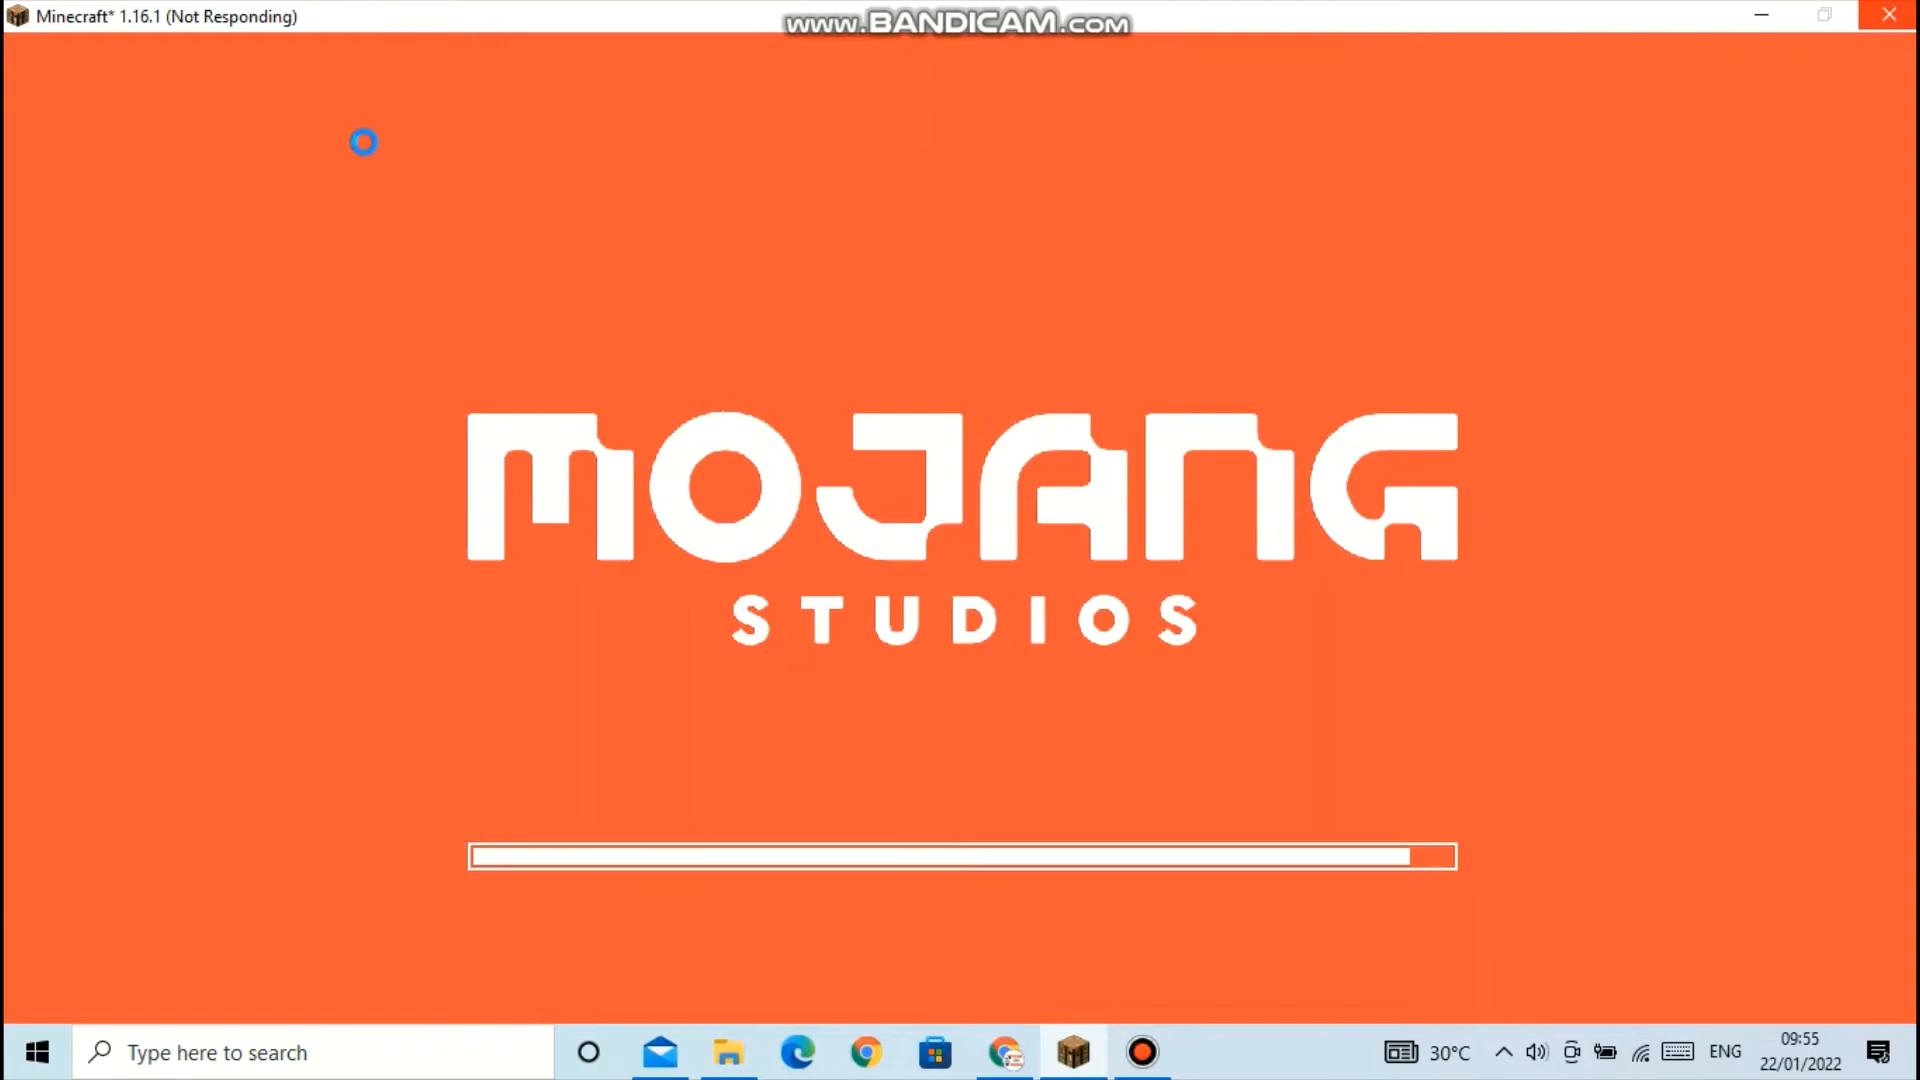 Minecraft* 1.16.1 (Not Responding)
www.BANDICAM.com
MOJANG
STUDIOS
Type here to search
30°C
ENG
09:55
22/01/2022